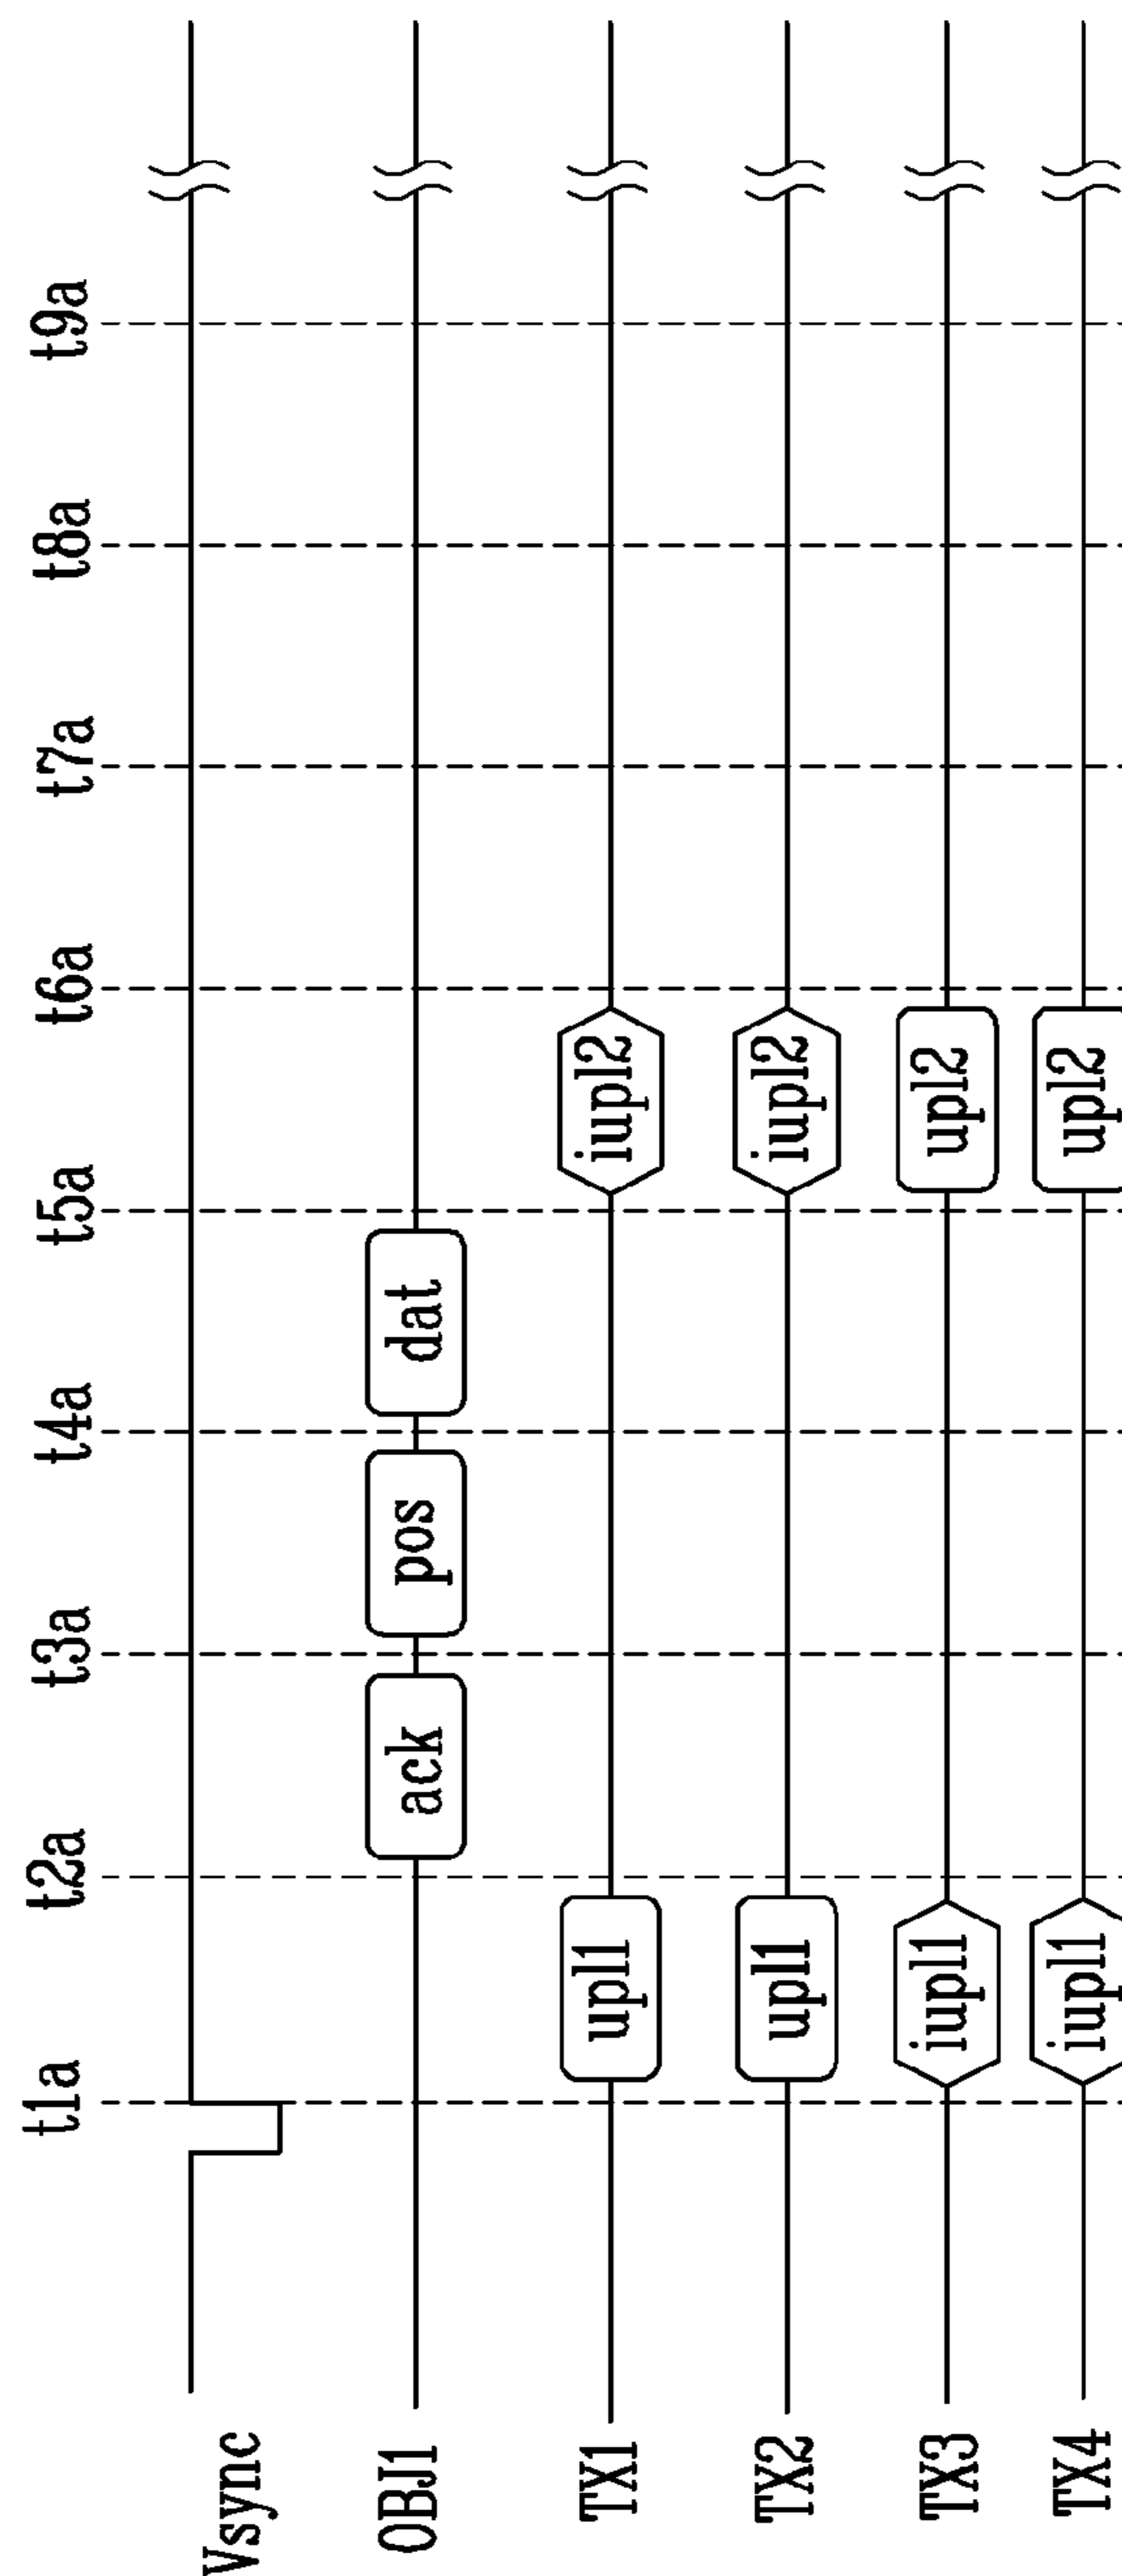 t1a t2a t3a t4a t5a t6a t7a t8a t9a
Vsync
OBJ1 ack pos dat
TX1 upl1 iupl2
TX2 upl1 iupl2
TX3 iupl1 upl2
TX4 iupl1 upl2